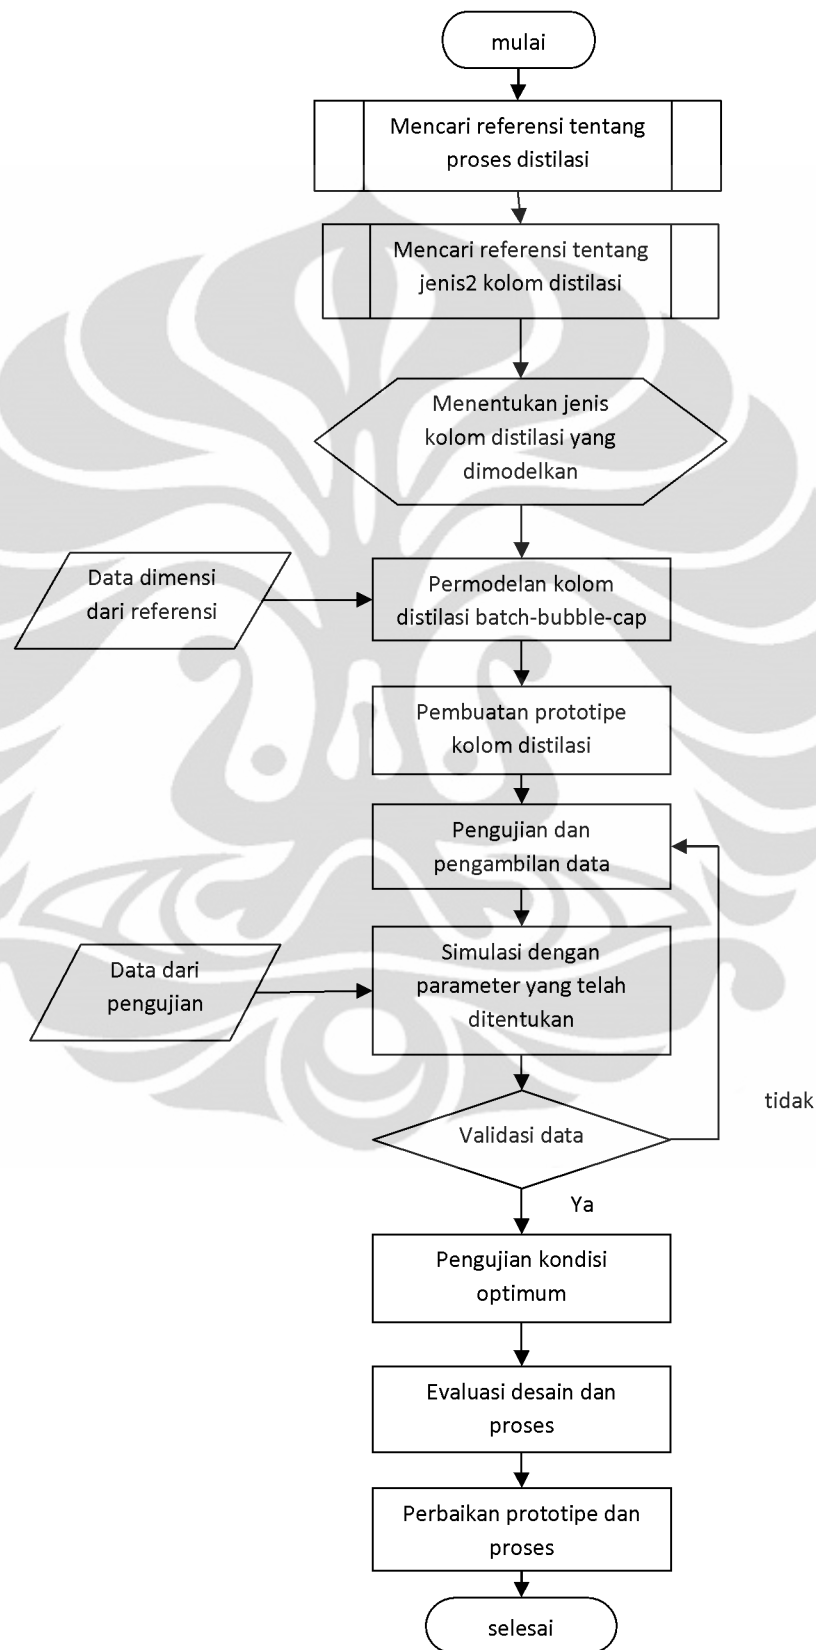 mulai
Mencari referensi tentang
proses distilasi
Mencari referensi tentang
jenis2 kolom distilasi
Menentukan jenis
kolom distilasi yang
dimodelkan
Data dimensi
dari referensi
Permodelan kolom
distilasi batch-bubble-cap
Pembuatan prototipe
kolom distilasi
Pengujian dan
pengambilan data
Data dari
pengujian
Simulasi dengan
parameter yang telah
ditentukan
tidak
Validasi data
Ya
Pengujian kondisi
optimum
Evaluasi desain dan
proses
Perbaikan prototipe dan
proses
selesai